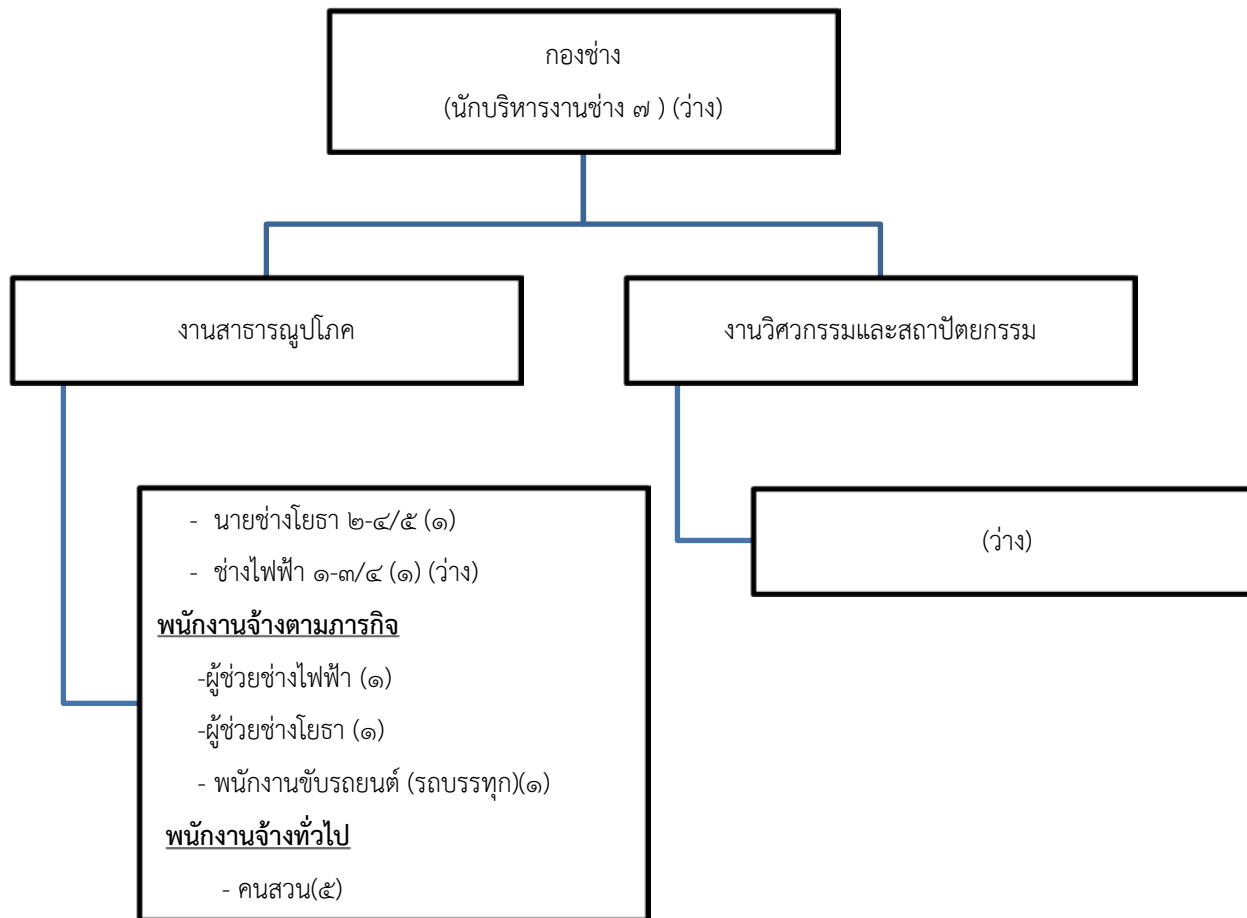 กองช่าง
(นักบริหารงานช่าง ๗ ) (ว่าง)
งานสาธารณูปโภค
งานวิศวกรรมและสถาปัตยกรรม
- นายช่างโยธา ๒-๔/๕ (๑)
- ช่างไฟฟ้า ๑-๓/๔ (๑) (ว่าง)
พนักงานจ้างตามภารกิจ
-ผู้ช่วยช่างไฟฟ้า (๑)
-ผู้ช่วยช่างโยธา (๑)
- พนักงานขับรถยนต์ (รถบรรทุก)(๑)
พนักงานจ้างทั่วไป
- คนสวน(๕)
(ว่าง)